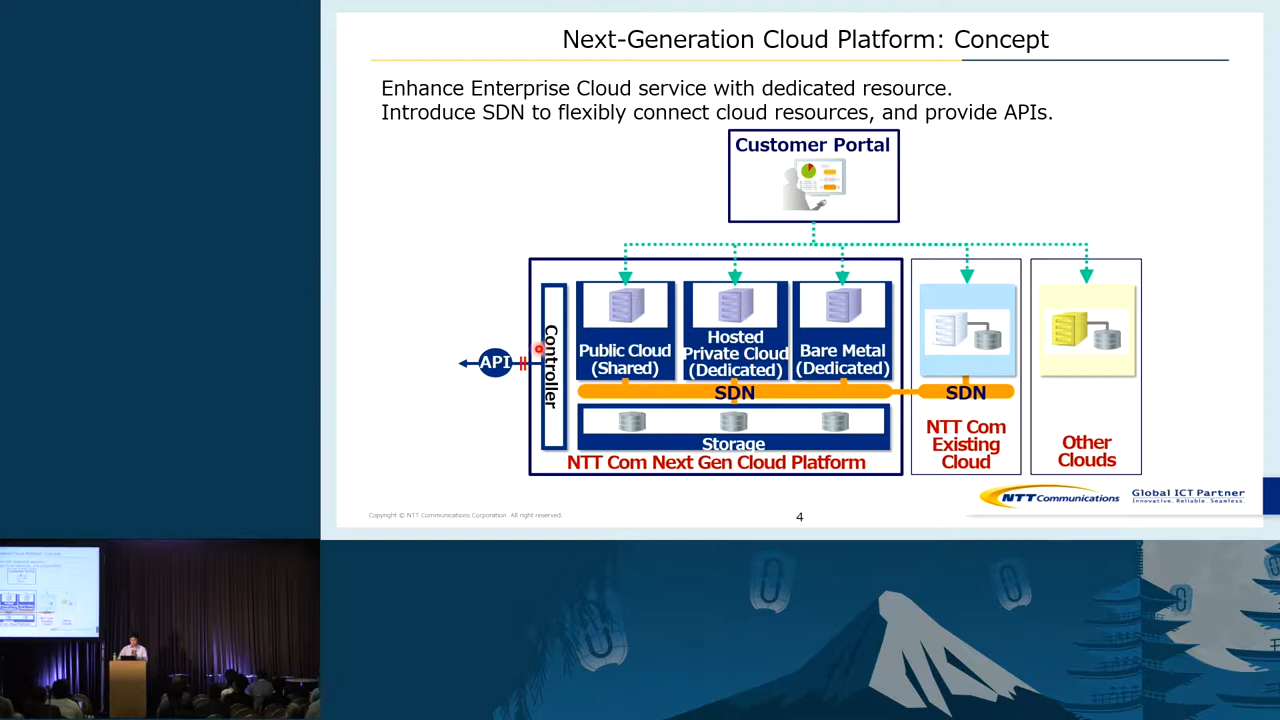 Next-Generation Cloud Platform: Concept
Enhance Enterprise Cloud service with dedicated resource.
Introduce SDN to flexibly connect cloud resources, and provide APIs.
Customer Portal
API
Controller
Public Cloud
(Shared)
Hosted
Private Cloud
(Dedicated)
Bare Metal
(Dedicated)
SDN
SDN
Storage
NTT Com Next Gen Cloud Platform
NTT Com
Existing
Cloud
Other
Clouds
NTT Communications
Global ICT Partner
Innovative. Reliable. Seamless.
Copyright © NTT Communications Corporation. All right reserved.
4